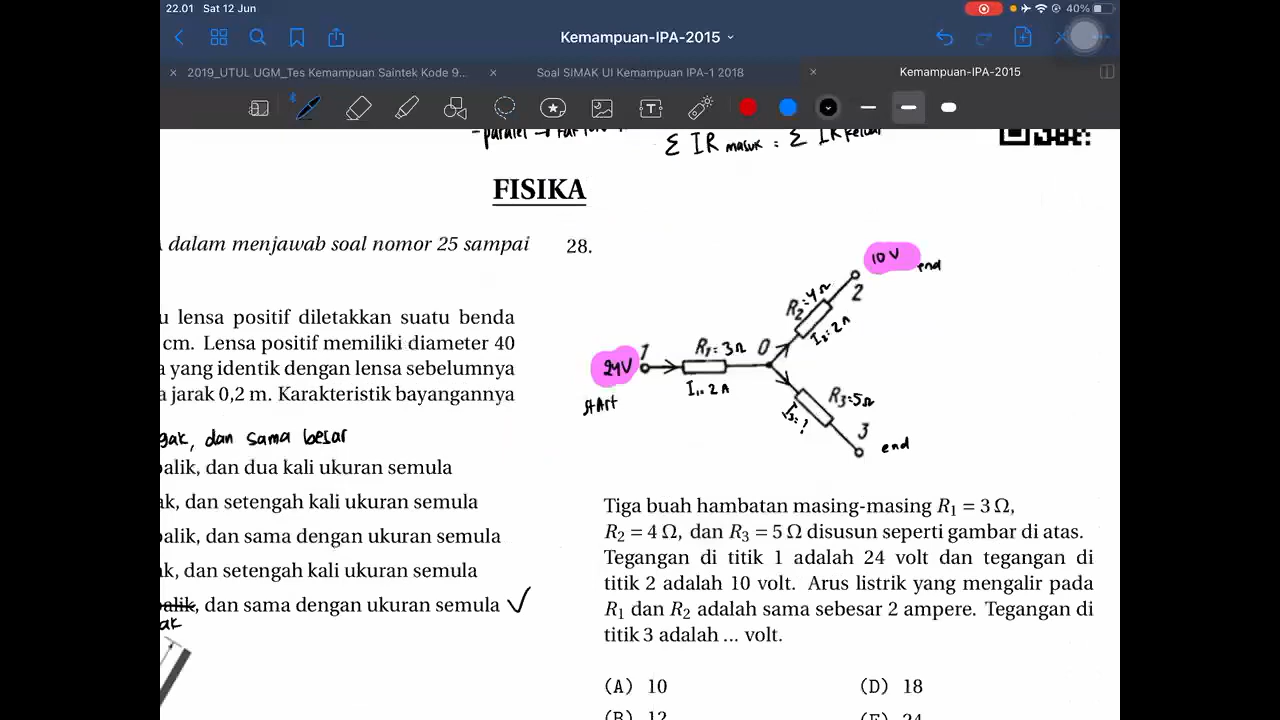 22.01 Sat 12 Jun
40%
Kemampuan-IPA-2015
2019_UTUL UGM_Tes Kemampuan Saintek Kode 9...
Soal SIMAK UI Kemampuan IPA-1 2018
Kemampuan-IPA-2015
T
-paralel →
Σ IR masuk = Σ IR keluar
FISIKA
dalam menjawab soal nomor 25 sampai
u lensa positif diletakkan suatu benda
cm. Lensa positif memiliki diameter 40
a yang identik dengan lensa sebelumnya
a jarak 0,2 m. Karakteristik bayangannya
gak, dan sama besar
balik, dan dua kali ukuran semula
ak, dan setengah kali ukuran semula
balik, dan sama dengan ukuran semula
ak, dan setengah kali ukuran semula
balik, dan sama dengan ukuran semula ✓
ak
28.
10 V end
2
R2=4Ω
I2=2A
24V 1
start
R1=3Ω 0
I1=2A
R3=5Ω
I3=?
3
end
Tiga buah hambatan masing-masing R1 = 3 Ω,
R2 = 4 Ω, dan R3 = 5 Ω disusun seperti gambar di atas.
Tegangan di titik 1 adalah 24 volt dan tegangan di
titik 2 adalah 10 volt. Arus listrik yang mengalir pada
R1 dan R2 adalah sama sebesar 2 ampere. Tegangan di
titik 3 adalah ... volt.
(A) 10
(D) 18
(B) 12
(E) 24